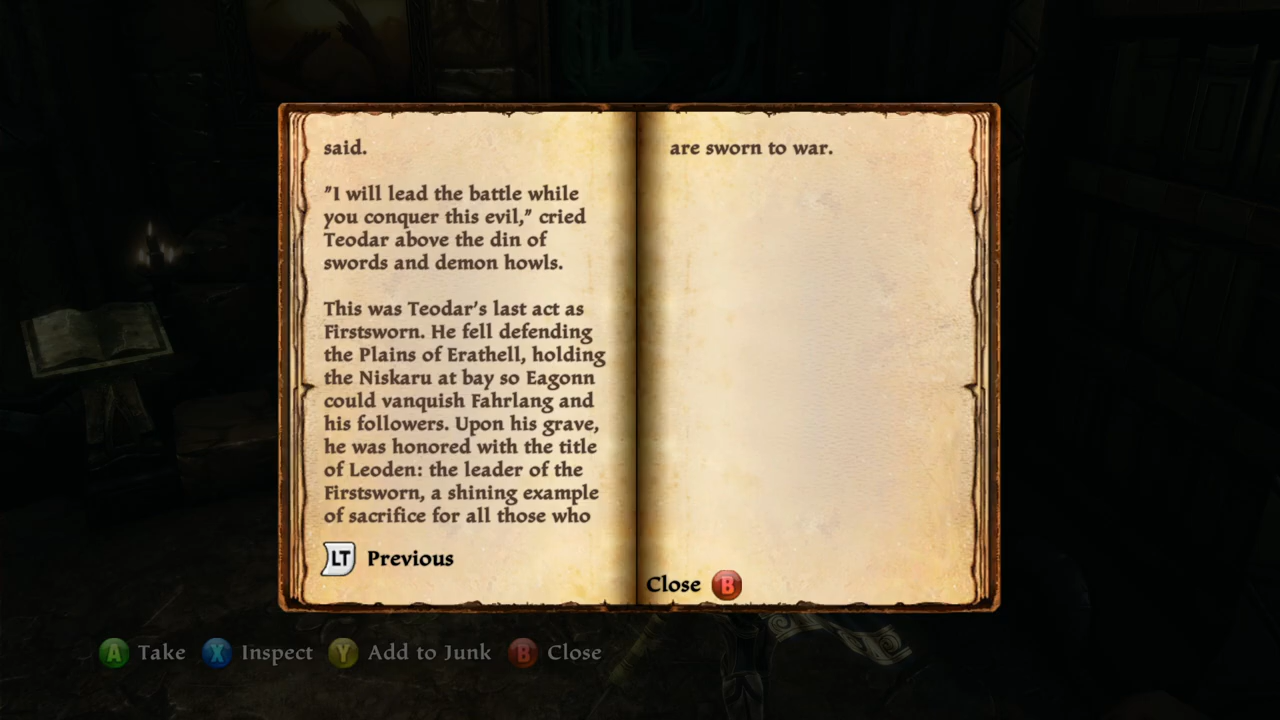 said.
"I will lead the battle while
you conquer this evil," cried
Teodar above the din of
swords and demon howls.
This was Teodar's last act as
Firstsworn. He fell defending
the Plains of Erathell, holding
the Niskaru at bay so Eagonn
could vanquish Fahrlang and
his followers. Upon his grave,
he was honored with the title
of Leoden: the leader of the
Firstsworn, a shining example
of sacrifice for all those who
LT Previous
are sworn to war.
Close B
A Take X Inspect Y Add to Junk B Close